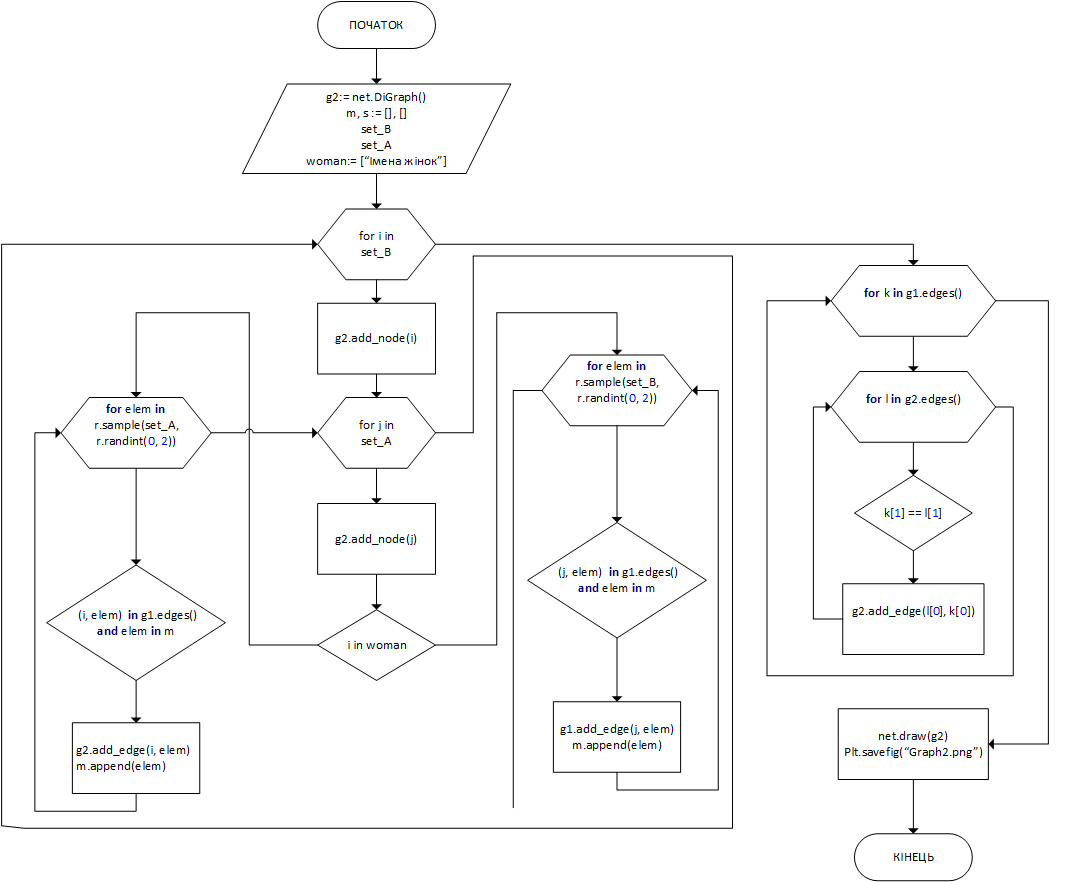 ПОЧАТОК
g2:= net.DiGraph()
m, s := [], []
set_B
set_A
woman:= [“Імена жінок”]
for i in
set_B
g2.add_node(i)
for j in
set_A
g2.add_node(j)
i in woman
for elem in
r.sample(set_A,
r.randint(0, 2))
(i, elem)  in g1.edges()
and elem in m
g2.add_edge(i, elem)
m.append(elem)
for elem in
r.sample(set_B,
r.randint(0, 2))
(j, elem)  in g1.edges()
and elem in m
g1.add_edge(j, elem)
m.append(elem)
for k in g1.edges()
for l in g2.edges()
k[1] == l[1]
g2.add_edge(l[0], k[0])
net.draw(g2)
Plt.savefig(“Graph2.png”)
КІНЕЦЬ